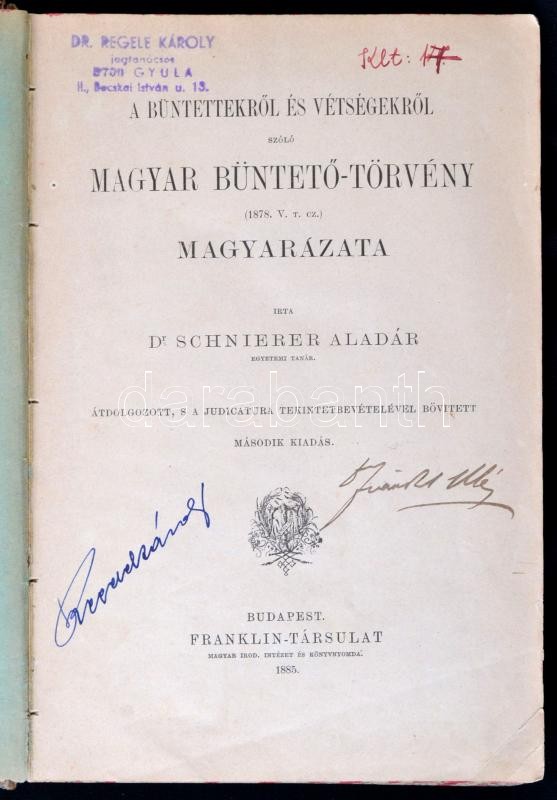 DR. REGELE KÁROLY
jogtanácsos
5700 GYULA
II., Becskai István u. 13.
Klt:
A BÜNTETTEKRŐL ÉS VÉTSÉGEKRŐL
SZÓLÓ
MAGYAR BÜNTETŐ-TÖRVÉNY
(1878. V. T. CZ.)
MAGYARÁZATA
IRTA
Dr SCHNIERER ALADÁR
EGYETEMI TANÁR.
ÁTDOLGOZOTT, S A JUDICATURA TEKINTETBEVÉTELÉVEL BŐVITETT
MÁSODIK KIADÁS.
darabanth
BUDAPEST.
FRANKLIN-TÁRSULAT
MAGYAR IROD. INTÉZET ÉS KÖNYVNYOMDA.
1885.